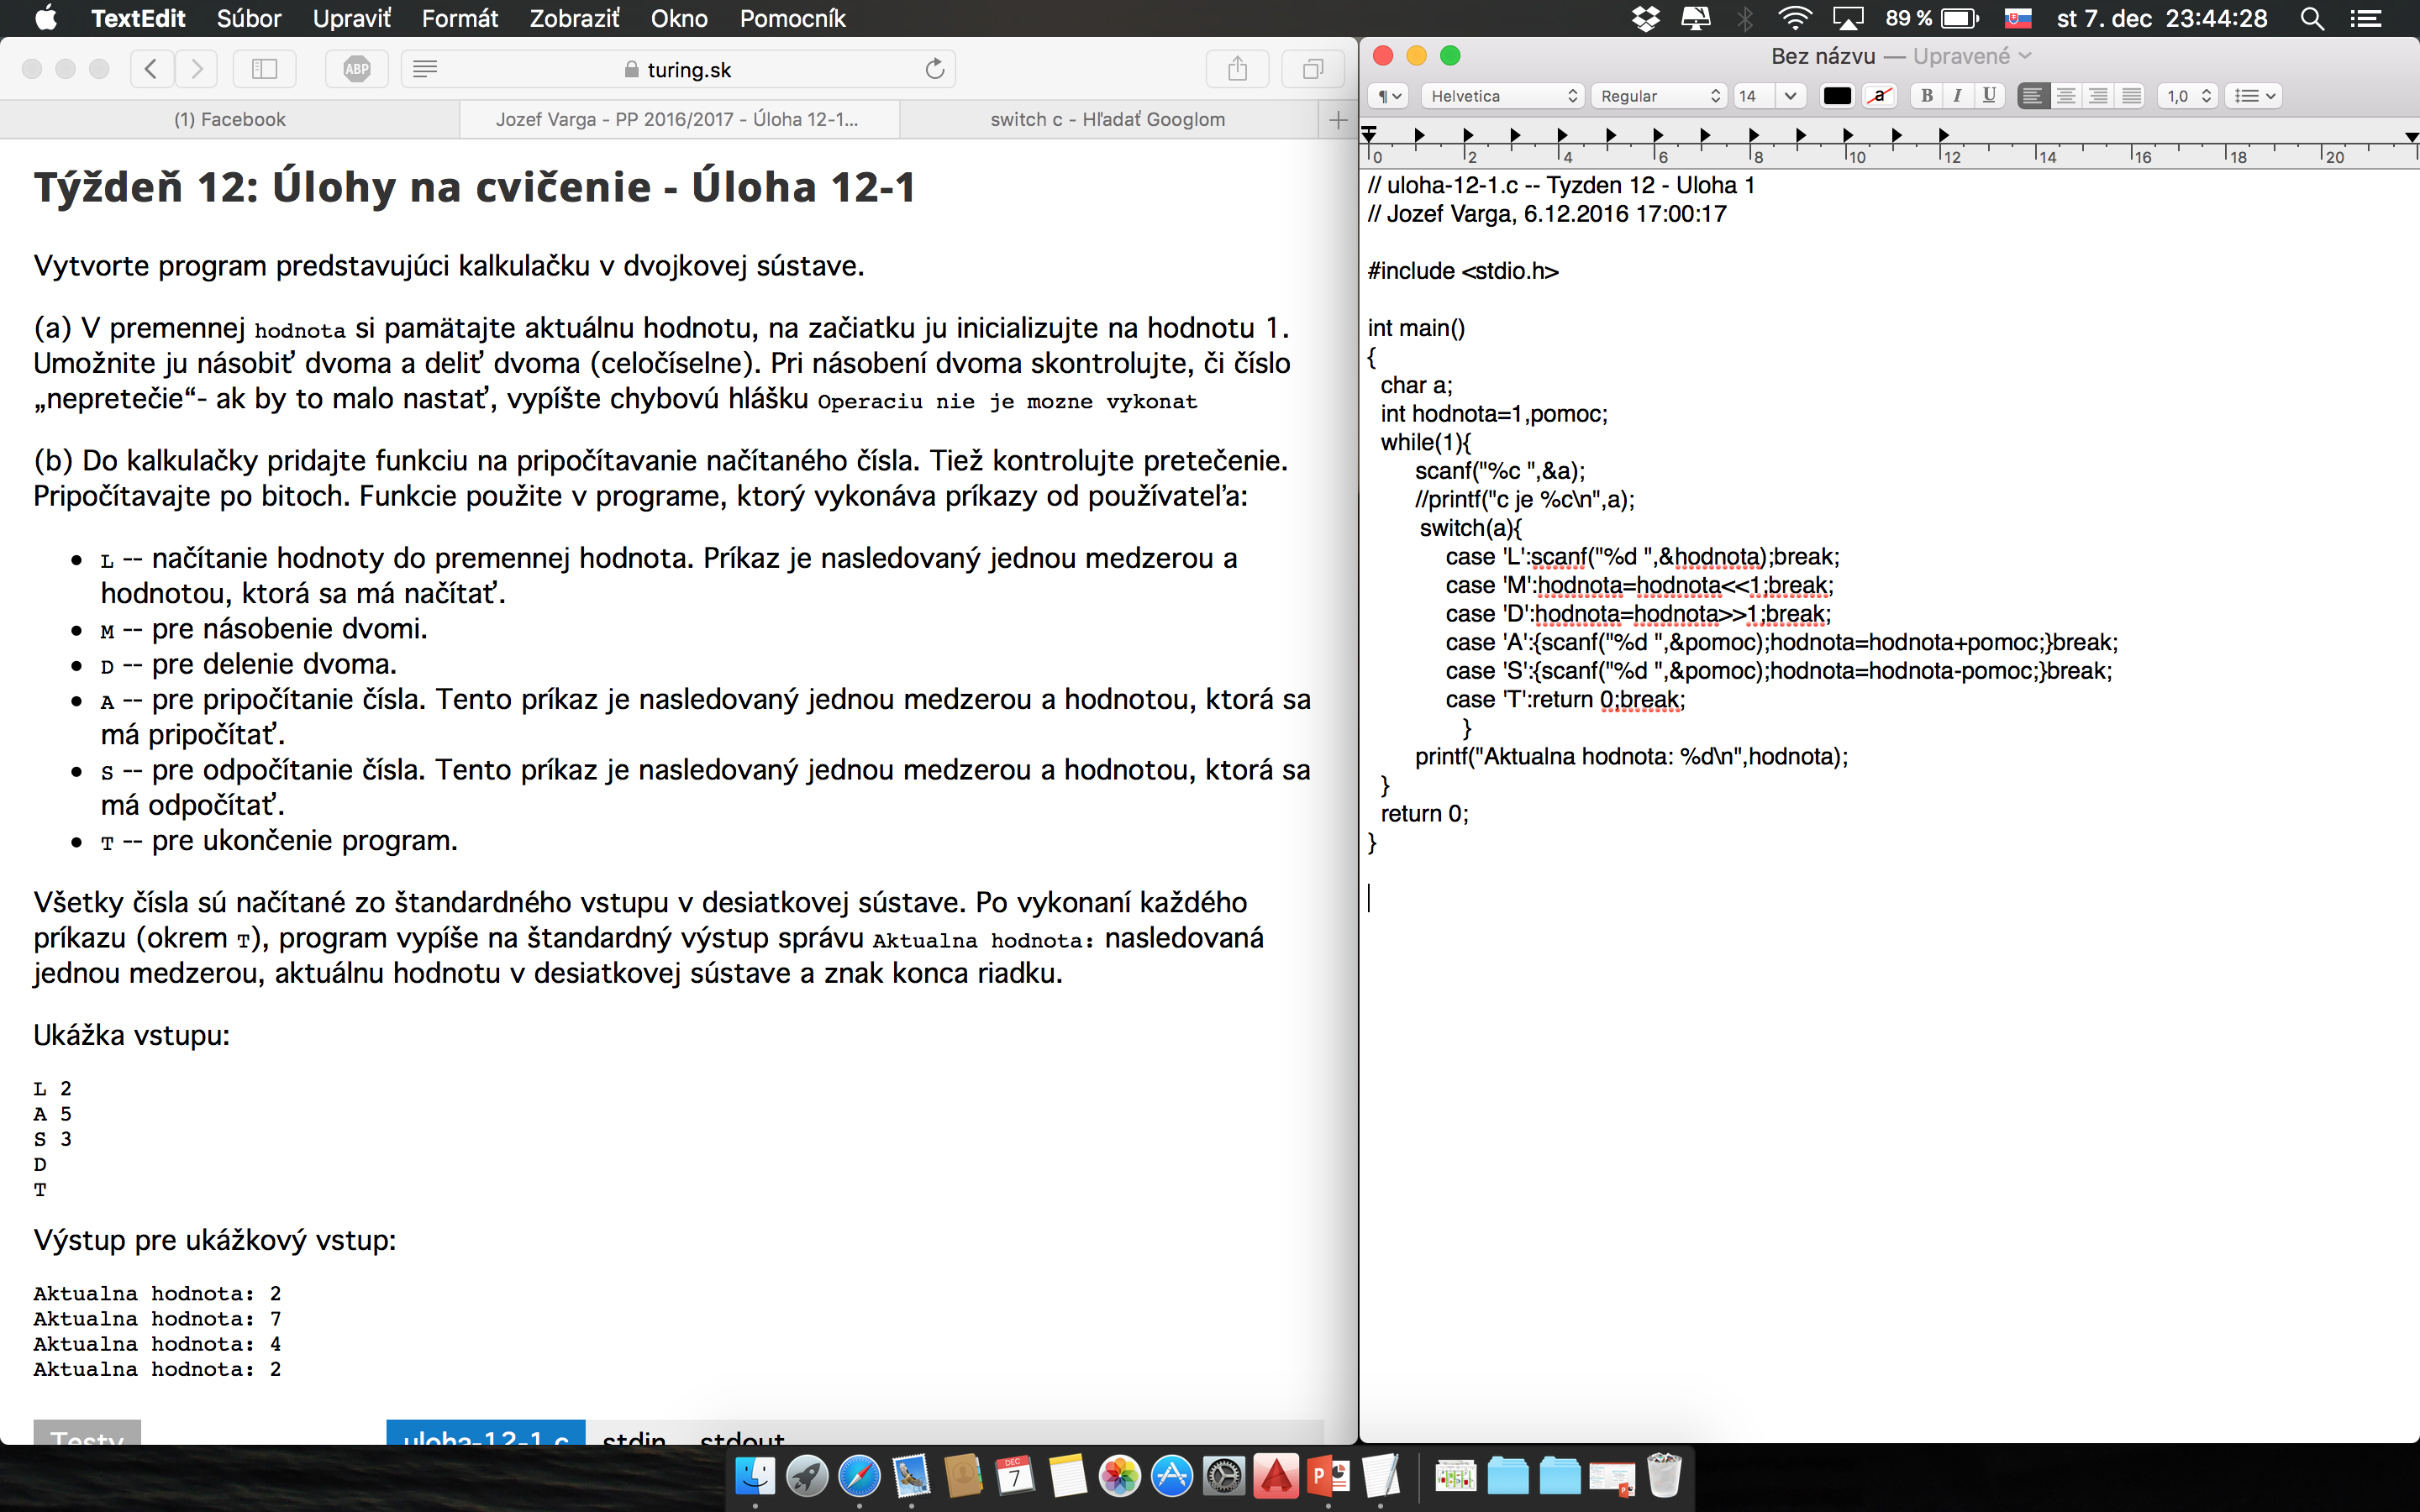 TextEdit Súbor Upraviť Formát Zobraziť Okno Pomocník 89 % st 7. dec 23:44:28
ABP turing.sk
(1) Facebook Jozef Varga - PP 2016/2017 - Úloha 12-1... switch c - Hľadať Googlom
Týždeň 12: Úlohy na cvičenie - Úloha 12-1
Vytvorte program predstavujúci kalkulačku v dvojkovej sústave.
(a) V premennej hodnota si pamätajte aktuálnu hodnotu, na začiatku ju inicializujte na hodnotu 1.
Umožnite ju násobiť dvoma a deliť dvoma (celočíselne). Pri násobení dvoma skontrolujte, či číslo
„nepretečie“- ak by to malo nastať, vypíšte chybovú hlášku Operaciu nie je mozne vykonat
(b) Do kalkulačky pridajte funkciu na pripočítavanie načítaného čísla. Tiež kontrolujte pretečenie.
Pripočítavajte po bitoch. Funkcie použite v programe, ktorý vykonáva príkazy od používateľa:
• L -- načítanie hodnoty do premennej hodnota. Príkaz je nasledovaný jednou medzerou a
hodnotou, ktorá sa má načítať.
• M -- pre násobenie dvomi.
• D -- pre delenie dvoma.
• A -- pre pripočítanie čísla. Tento príkaz je nasledovaný jednou medzerou a hodnotou, ktorá sa
má pripočítať.
• S -- pre odpočítanie čísla. Tento príkaz je nasledovaný jednou medzerou a hodnotou, ktorá sa
má odpočítať.
• T -- pre ukončenie program.
Všetky čísla sú načítané zo štandardného vstupu v desiatkovej sústave. Po vykonaní každého
príkazu (okrem T), program vypíše na štandardný výstup správu Aktualna hodnota: nasledovaná
jednou medzerou, aktuálnu hodnotu v desiatkovej sústave a znak konca riadku.
Ukážka vstupu:
L 2
A 5
S 3
D
T
Výstup pre ukážkový vstup:
Aktualna hodnota: 2
Aktualna hodnota: 7
Aktualna hodnota: 4
Aktualna hodnota: 2
Testy uloha-12-1.c stdin stdout
Bez názvu — Upravené
Helvetica Regular 14 a B I U 1,0
0 2 4 6 8 10 12 14 16 18 20
// uloha-12-1.c -- Tyzden 12 - Uloha 1
// Jozef Varga, 6.12.2016 17:00:17
#include <stdio.h>
int main()
{
char a;
int hodnota=1,pomoc;
while(1){
scanf("%c ",&a);
//printf("c je %c\n",a);
switch(a){
case 'L':scanf("%d ",&hodnota);break;
case 'M':hodnota=hodnota<<1;break;
case 'D':hodnota=hodnota>>1;break;
case 'A':{scanf("%d ",&pomoc);hodnota=hodnota+pomoc;}break;
case 'S':{scanf("%d ",&pomoc);hodnota=hodnota-pomoc;}break;
case 'T':return 0;break;
}
printf("Aktualna hodnota: %d\n",hodnota);
}
return 0;
}
DEC
7
P